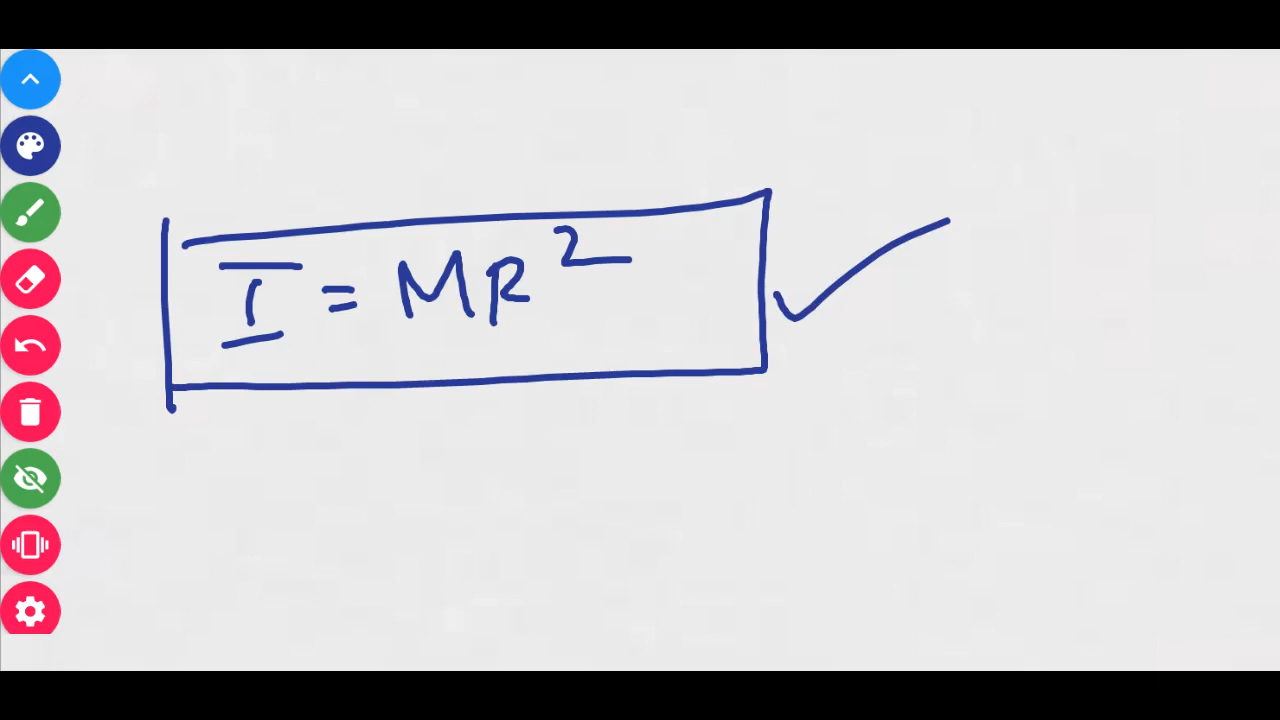 I = MR²